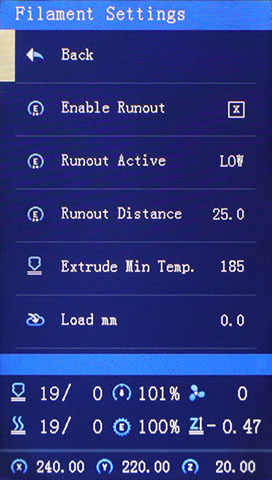 Filament Settings
Back
Enable Runout X
Runout Active LOW
Runout Distance 25.0
Extrude Min Temp. 185
Load mm 0.0
19/ 0 101% 0
19/ 0 E 100% Z -0.47
X 240.00 Y 220.00 Z 20.00